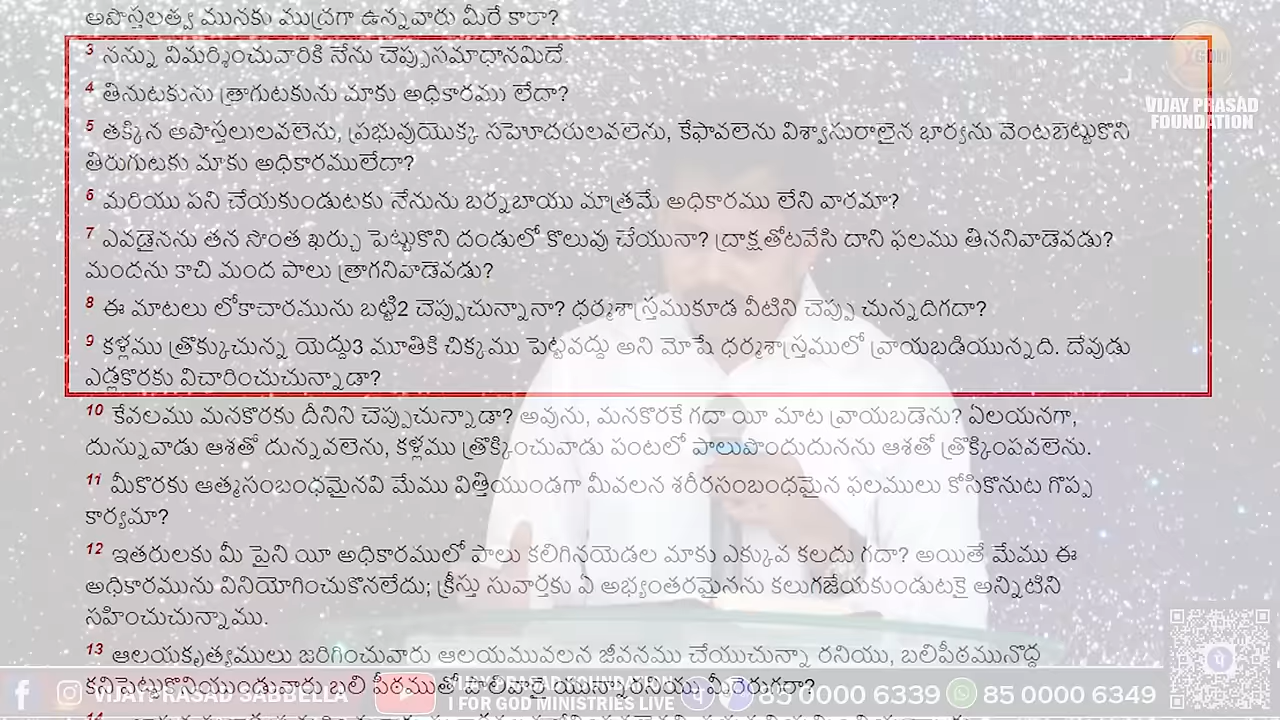 అపొస్తలత్వ మునకు ముద్రగా ఉన్నవారు మీరే కారా?
3 నన్ను విమర్శించువారికి నేను చెప్పుసమాధానమిదే.
4 తినుటకును త్రాగుటకును మాకు అధికారము లేదా?
5 తక్కిన అపొస్తలులవలెను, ప్రభువుయొక్క సహోదరులవలెను, కేఫావలెను విశ్వాసురాలైన భార్యను వెంటబెట్టుకొని
తిరుగుటకు మాకు అధికారములేదా?
6 మరియు పని చేయకుండుటకు నేనును బర్నబాయు మాత్రమే అధికారము లేని వారమా?
7 ఎవడైనను తన సొంత ఖర్చు పెట్టుకొని దండులో కొలువు చేయునా? ద్రాక్షతోటవేసి దాని ఫలము తిననివాడెవడు?
మందను కాచి మంద పాలు త్రాగనివాడెవడు?
8 ఈ మాటలు లోకాచారమును బట్టి2 చెప్పుచున్నానా? ధర్మశాస్త్రముకూడ వీటిని చెప్పు చున్నదిగదా?
9 కళ్లము త్రొక్కుచున్న యెద్దు3 మూతికి చిక్కము పెట్టవద్దు అని మోషే ధర్మశాస్త్రములో వ్రాయబడియున్నది. దేవుడు
ఎడ్లకొరకు విచారించుచున్నాడా?
10 కేవలము మనకొరకు దీనిని చెప్పుచున్నాడా? అవును, మనకొరకే గదా యీ మాట వ్రాయబడెను? ఏలయనగా,
దున్నువాడు ఆశతో దున్నవలెను, కళ్లము త్రొక్కించువాడు పంటలో పాలుపొందుదునను ఆశతో త్రొక్కింపవలెను.
11 మీకొరకు ఆత్మసంబంధమైనవి మేము విత్తియుండగా మీవలన శరీరసంబంధమైన ఫలములు కోసికొనుట గొప్ప
కార్యమా?
12 ఇతరులకు మీ పైని యీ అధికారములో పాలు కలిగినయెడల మాకు ఎక్కువ కలదు గదా? అయితే మేము ఈ
అధికారమును వినియోగించుకొనలేదు; క్రీస్తు సువార్తకు ఏ అభ్యంతరమైనను కలుగజేయకుండుటకై అన్నిటిని
సహించుచున్నాము.
13 ఆలయకృత్యములు జరిగించువారు ఆలయమువలన జీవనము చేయుచున్నా రనియు, బలిపీఠమునొద్ద
VIJAY PRASAD
FOUNDATION
VIJAY PRASAD SABBELLA
I FOR GOD MINISTRIES LIVE
85 0000 6339
85 0000 6349